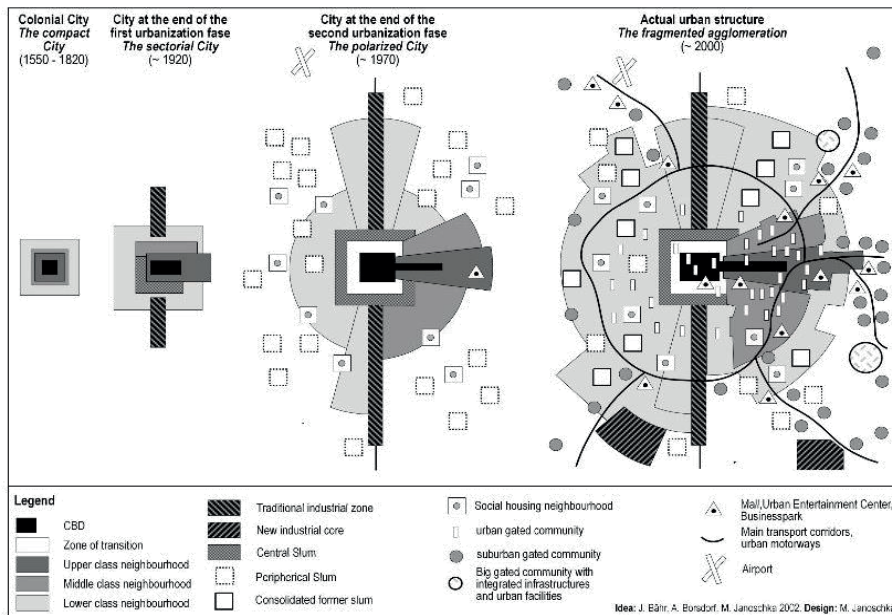 Colonial City
The compact
City
(1550 - 1820)
City at the end of the
first urbanization fase
The sectorial City
(~ 1920)
City at the end of the
second urbanization fase
The polarized City
(~ 1970)
Actual urban structure
The fragmented agglomeration
(~ 2000)
Legend
CBD
Zone of transition
Upper class neighbourhood
Middle class neighbourhood
Lower class neighbourhood
Traditional industrial zone
New industrial core
Central Slum
Peripherical Slum
Consolidated former slum
Social housing neighbourhood
urban gated community
suburban gated community
Big gated community with
integrated infrastructures
and urban facilities
Mall,Urban Entertainment Center,
Businesspark
Main transport corridors,
urban motorways
Airport
Idea: J. Bähr, A. Borsdorf, M. Janoschka 2002. Design: M. Janoschk